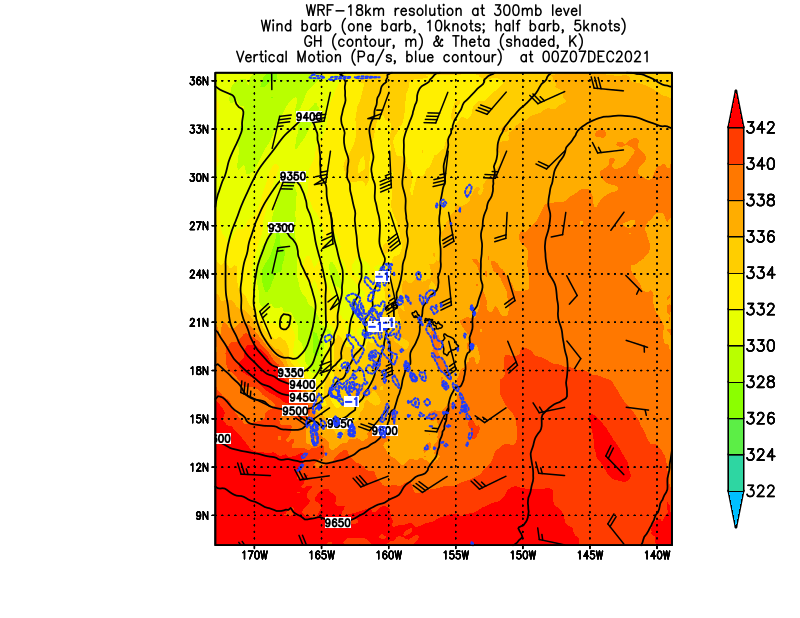 WRF-18km resolution at 300mb level
Wind barb (one barb, 10knots; half barb, 5knots)
GH (contour, m) & Theta (shaded, K)
Vertical Motion (Pa/s, blue contour) at 00Z07DEC2021
36N
33N
30N
27N
24N
21N
18N
15N
12N
9N
9400
9350
9300
-1
-1
-1
9350
9400
9450
-1
9500
9600
9650
170W 165W 160W 155W 150W 145W 140W
342
340
338
336
334
332
330
328
326
324
322